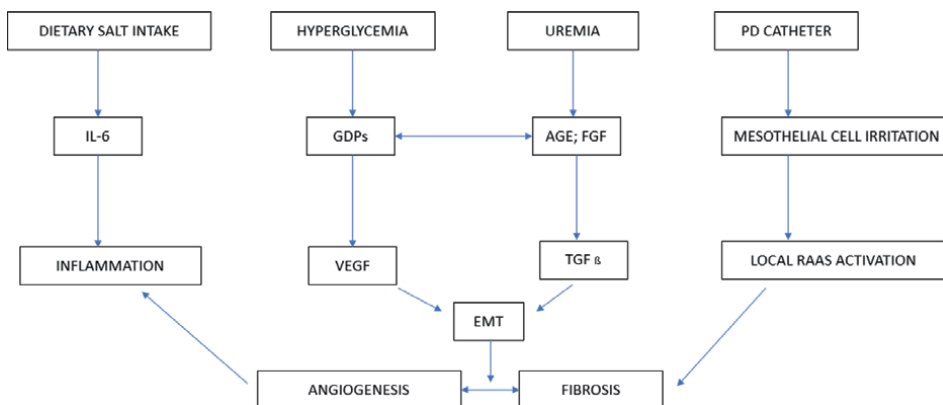 DIETARY SALT INTAKE
HYPERGLYCEMIA
UREMIA
PD CATHETER
IL-6
GDPs
AGE; FGF
MESOTHELIAL CELL IRRITATION
INFLAMMATION
VEGF
TGF ß
LOCAL RAAS ACTIVATION
EMT
ANGIOGENESIS
FIBROSIS